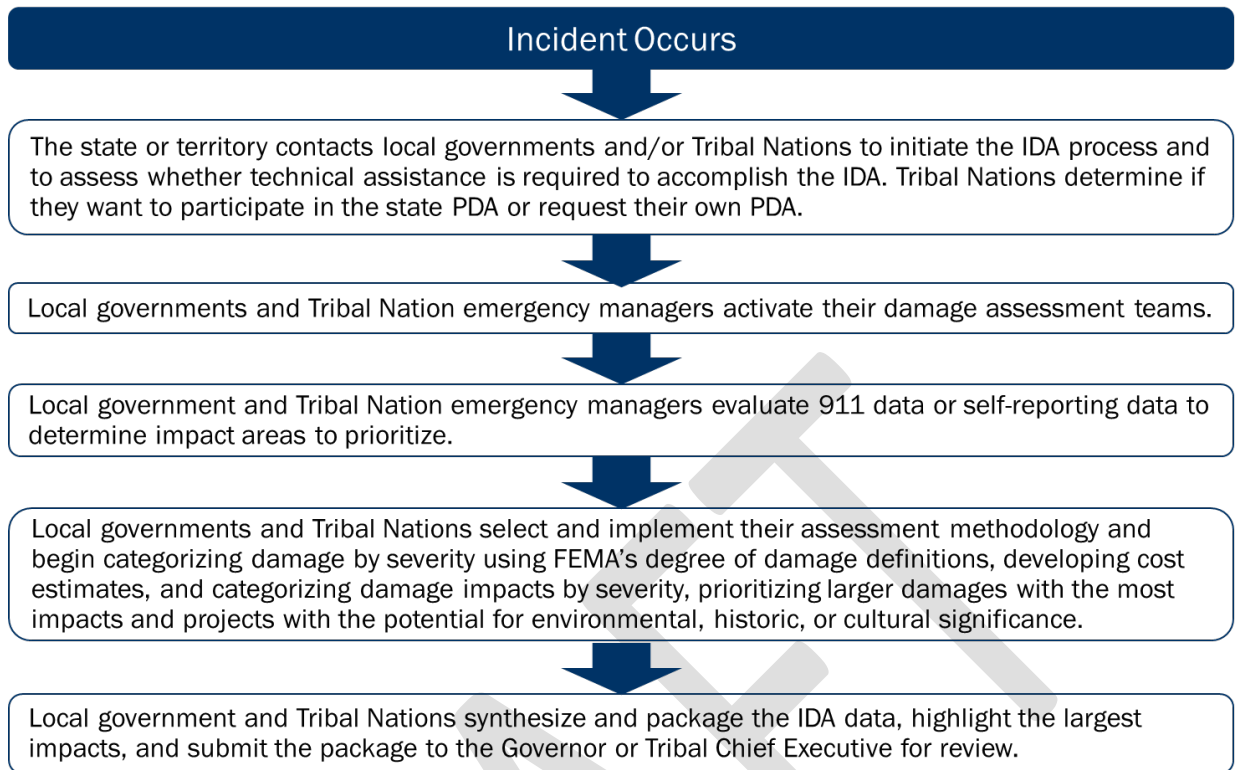 Incident Occurs
The state or territory contacts local governments and/or Tribal Nations to initiate the IDA process and
to assess whether technical assistance is required to accomplish the IDA. Tribal Nations determine if
they want to participate in the state PDA or request their own PDA.
Local governments and Tribal Nation emergency managers activate their damage assessment teams.
Local government and Tribal Nation emergency managers evaluate 911 data or self-reporting data to
determine impact areas to prioritize.
Local governments and Tribal Nations select and implement their assessment methodology and
begin categorizing damage by severity using FEMA's degree of damage definitions, developing cost
estimates, and categorizing damage impacts by severity, prioritizing larger damages with the most
impacts and projects with the potential for environmental, historic, or cultural significance.
Local government and Tribal Nations synthesize and package the IDA data, highlight the largest
impacts, and submit the package to the Governor or Tribal Chief Executive for review.